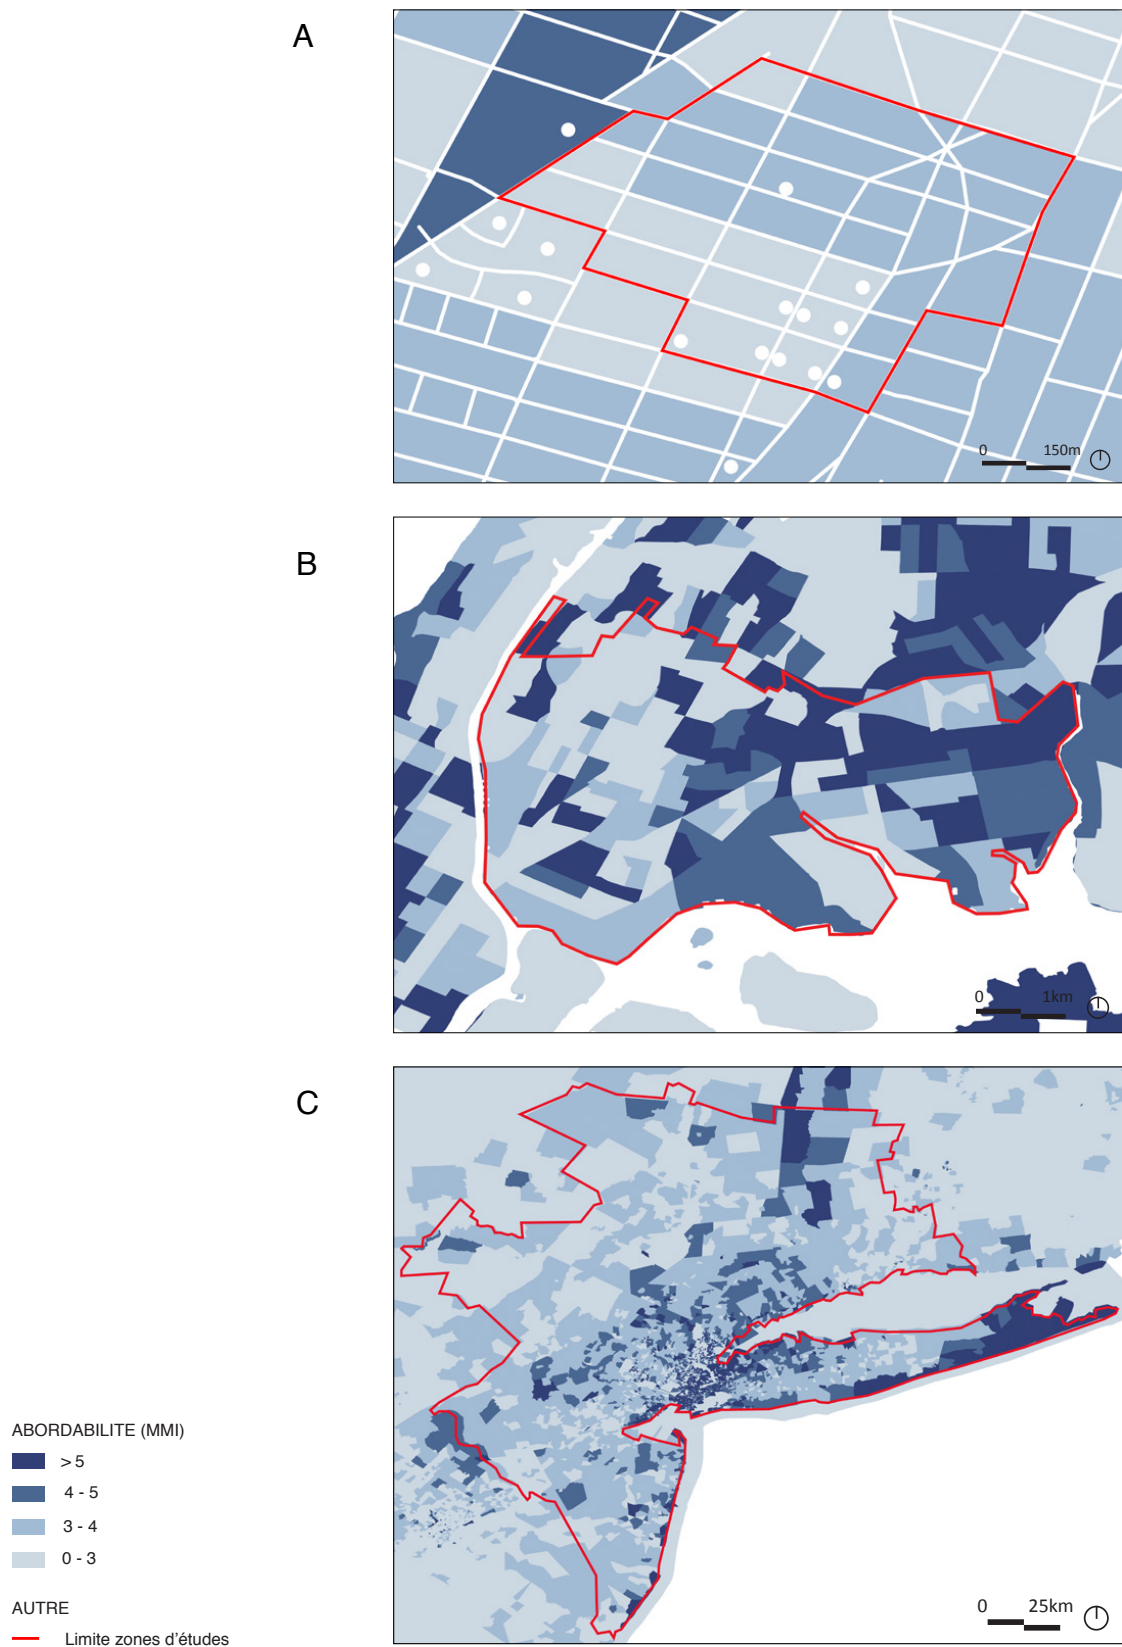 A
0 150m
B
0 1km
C
ABORDABILITE (MMI)
> 5
4 - 5
3 - 4
0 - 3
0 25km
AUTRE
Limite zones d'études